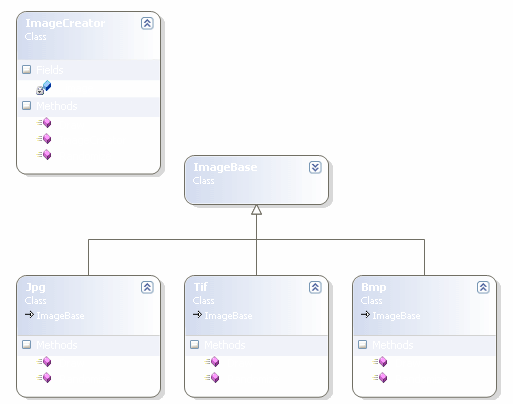 ImageCreator
Class
Fields
Methods
ImageBase
Class
Jpg
Class
ImageBase
Methods
Tif
Class
ImageBase
Methods
Bmp
Class
ImageBase
Methods